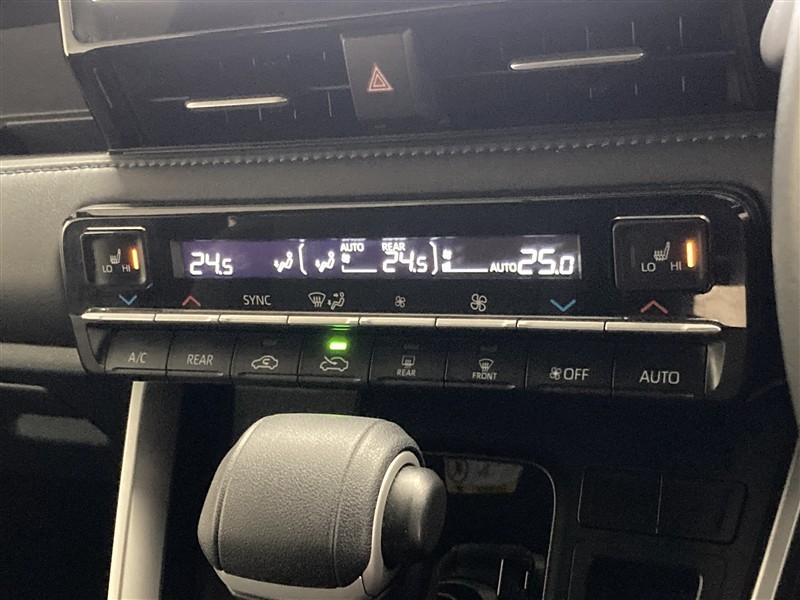 LO HI
24.5
AUTO REAR
24.5
AUTO 25.0
LO HI
SYNC
A/C
REAR
REAR
FRONT
OFF
AUTO